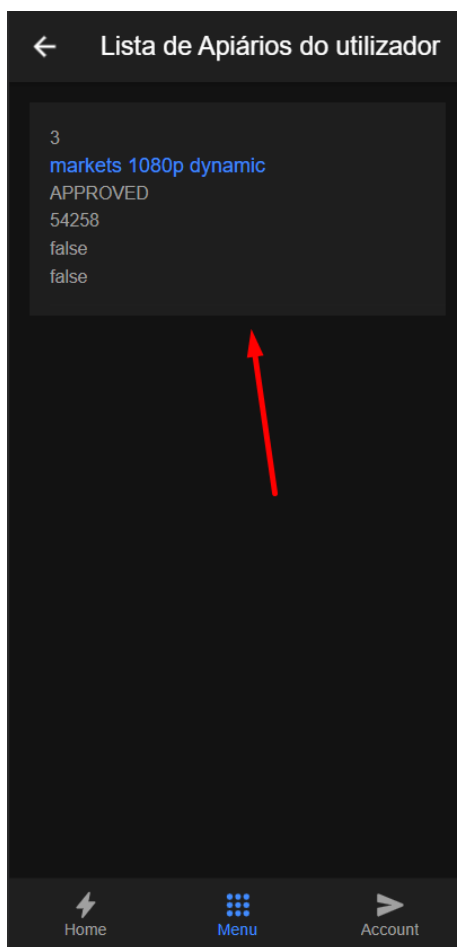 Lista de Apiários do utilizador
3
markets 1080p dynamic
APPROVED
54258
false
false
Home
Menu
Account